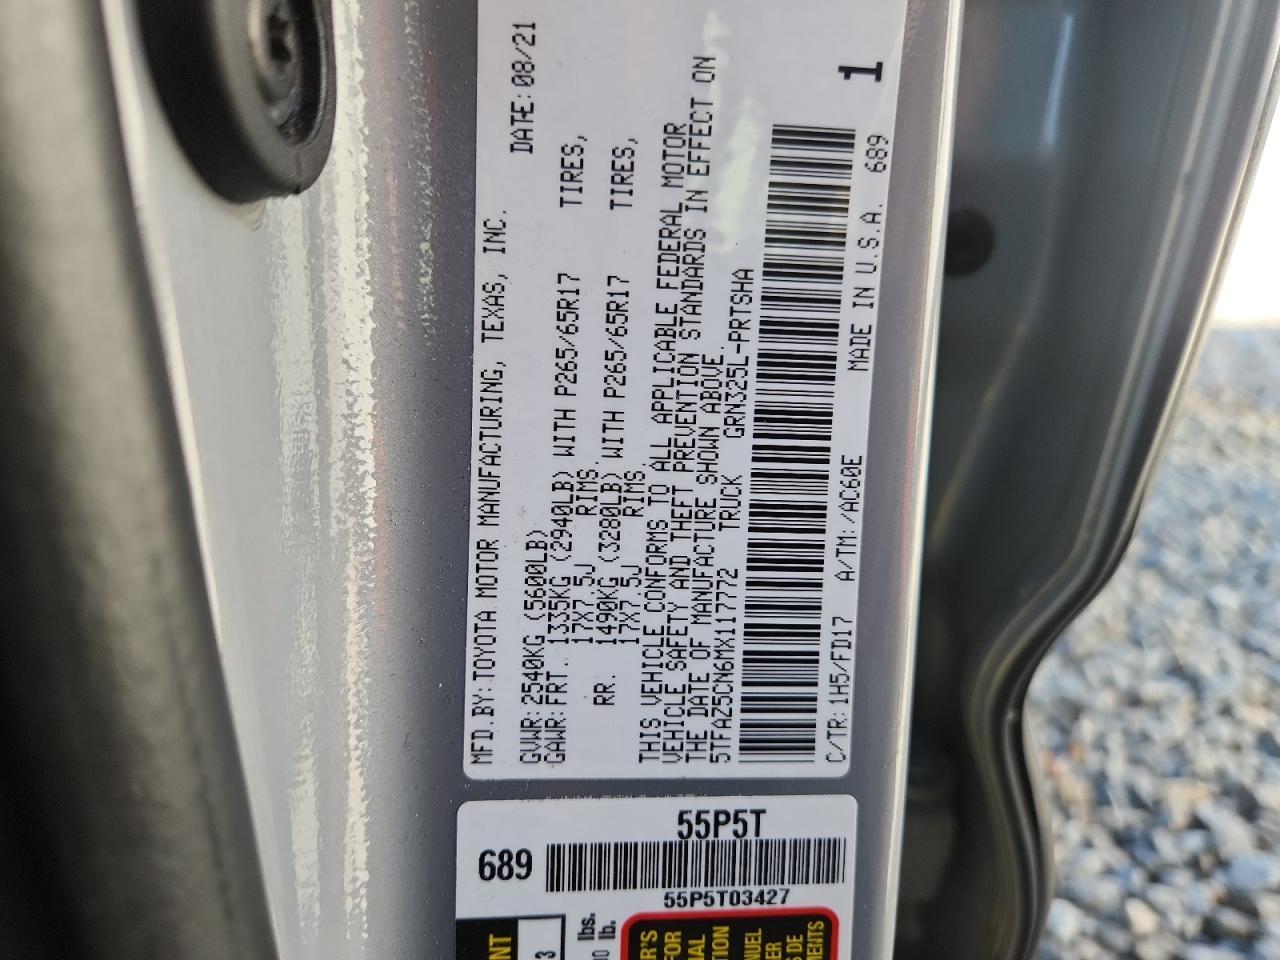 MFD.BY:TOYOTA MOTOR MANUFACTURING, TEXAS, INC. DATE:08/21
GVWR:2540KG (5600LB)
GAWR:FRT. 1335KG (2940LB) WITH P265/65R17 TIRES,
17X7.5J RIMS.
RR. 1490KG (3280LB) WITH P265/65R17 TIRES,
17X7.5J RIMS.
THIS VEHICLE CONFORMS TO ALL APPLICABLE FEDERAL MOTOR
VEHICLE SAFETY AND THEFT PREVENTION STANDARDS IN EFFECT ON
THE DATE OF MANUFACTURE SHOWN ABOVE.
5TFAZ5CN6MX117772 TRUCK GRN325L-PRTSHA
1
C/TR:1H5/FD17 A/TM:/AC60E MADE IN U.S.A. 689
55P5T
689
55P5T03427
lbs.
lb.
3